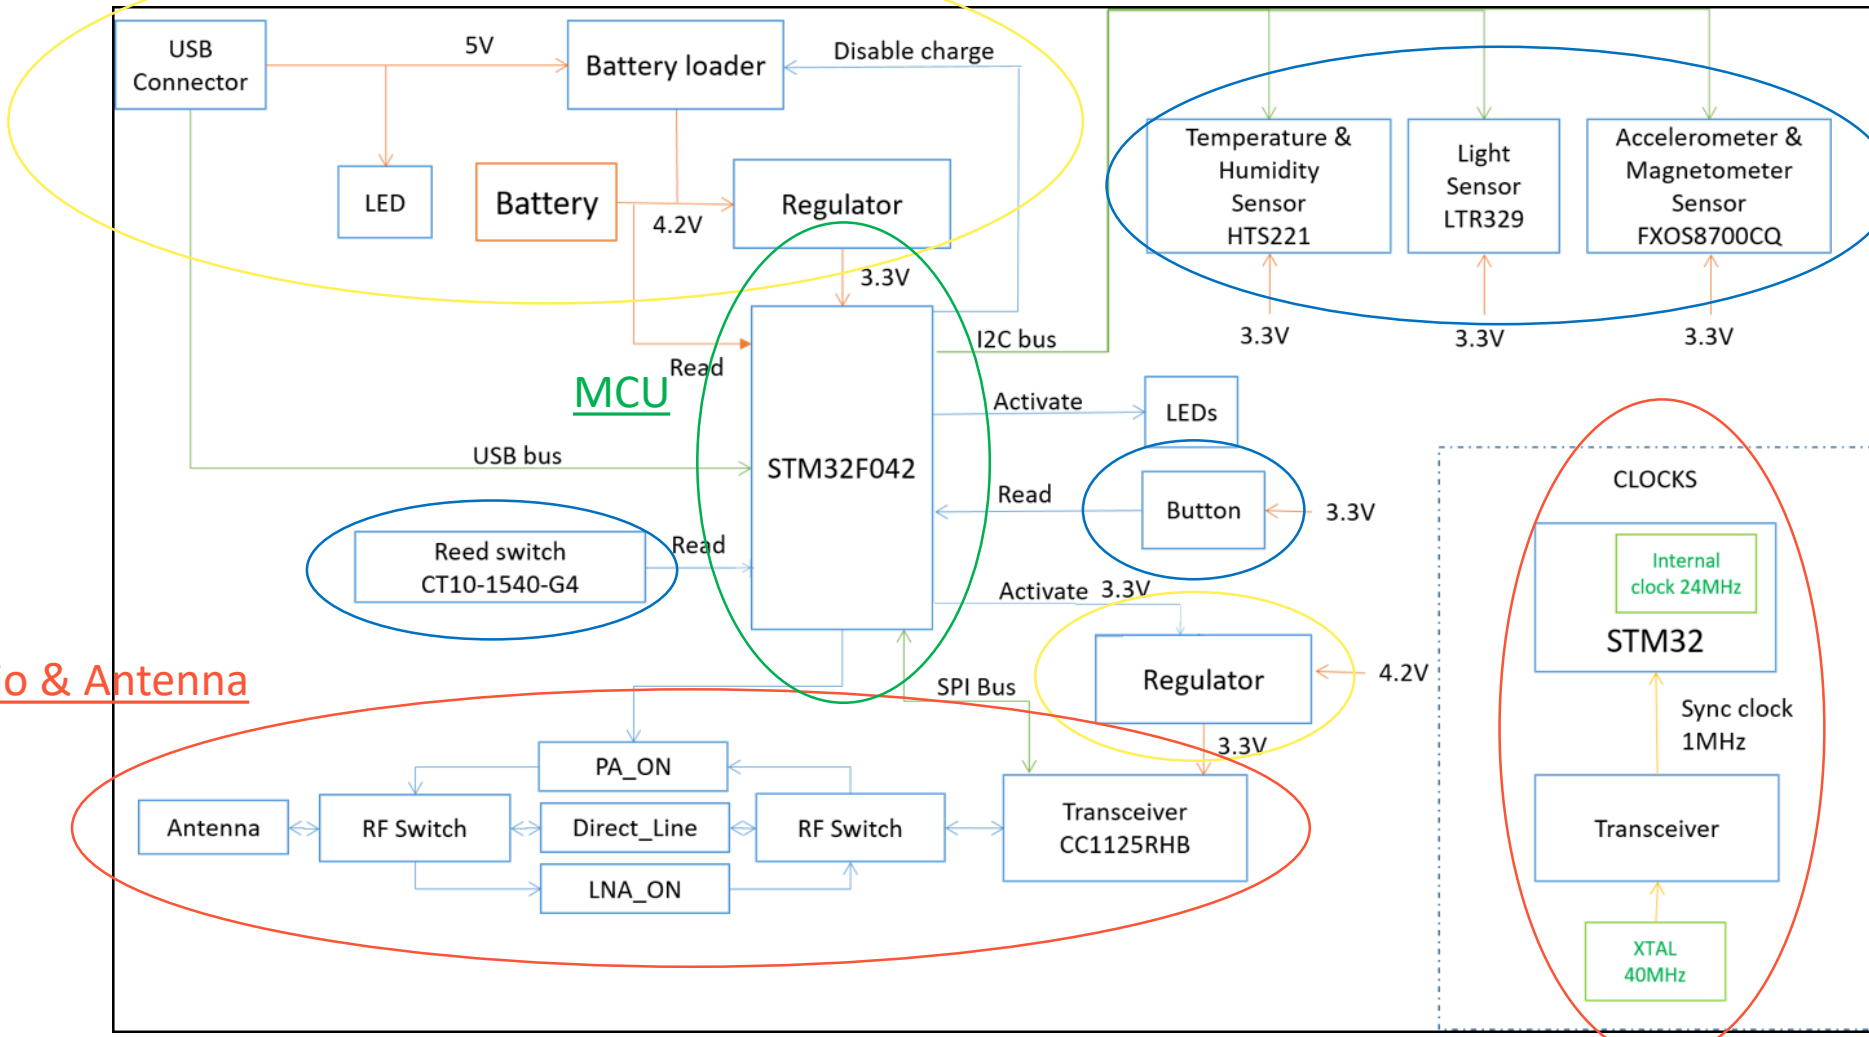 USB
Connector
5V
Battery loader
Disable charge
LED
Battery
4.2V
Regulator
3.3V
Temperature &
Humidity
Sensor
HTS221
Light
Sensor
LTR329
Accelerometer &
Magnetometer
Sensor
FXOS8700CQ
3.3V
3.3V
3.3V
I2C bus
Read
MCU
Activate
LEDs
USB bus
STM32F042
Read
Button
3.3V
Reed switch
CT10-1540-G4
Read
Activate 3.3V
Regulator
4.2V
SPI Bus
3.3V
io & Antenna
PA_ON
Antenna
RF Switch
Direct_Line
RF Switch
LNA_ON
Transceiver
CC1125RHB
CLOCKS
Internal
clock 24MHz
STM32
Sync clock
1MHz
Transceiver
XTAL
40MHz